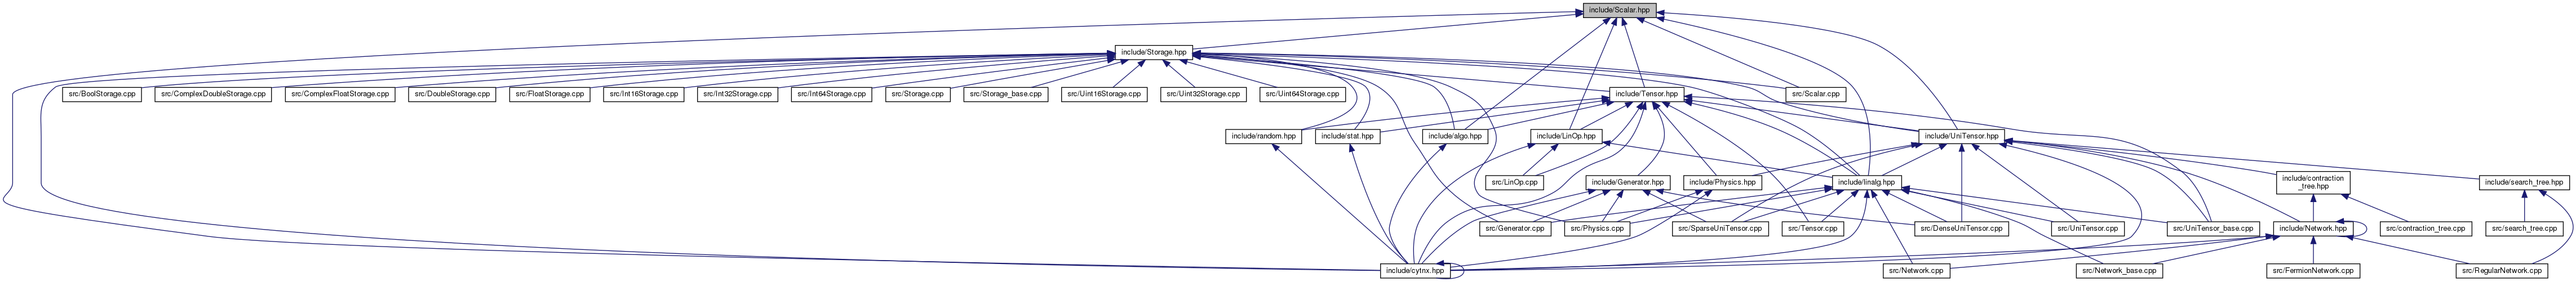 include/Scalar.hpp
include/Storage.hpp
src/BoolStorage.cpp
src/ComplexDoubleStorage.cpp
src/ComplexFloatStorage.cpp
src/DoubleStorage.cpp
src/FloatStorage.cpp
src/Int16Storage.cpp
src/Int32Storage.cpp
src/Int64Storage.cpp
src/Storage.cpp
src/Storage_base.cpp
src/Uint16Storage.cpp
src/Uint32Storage.cpp
src/Uint64Storage.cpp
include/Tensor.hpp
src/Scalar.cpp
include/random.hpp
include/stat.hpp
include/algo.hpp
include/LinOp.hpp
include/UniTensor.hpp
src/LinOp.cpp
include/Generator.hpp
include/Physics.hpp
include/linalg.hpp
include/contraction
_tree.hpp
include/search_tree.hpp
src/Generator.cpp
src/Physics.cpp
src/SparseUniTensor.cpp
src/Tensor.cpp
src/DenseUniTensor.cpp
src/UniTensor.cpp
src/UniTensor_base.cpp
include/Network.hpp
src/contraction_tree.cpp
src/search_tree.cpp
include/cytnx.hpp
src/Network.cpp
src/Network_base.cpp
src/FermionNetwork.cpp
src/RegularNetwork.cpp